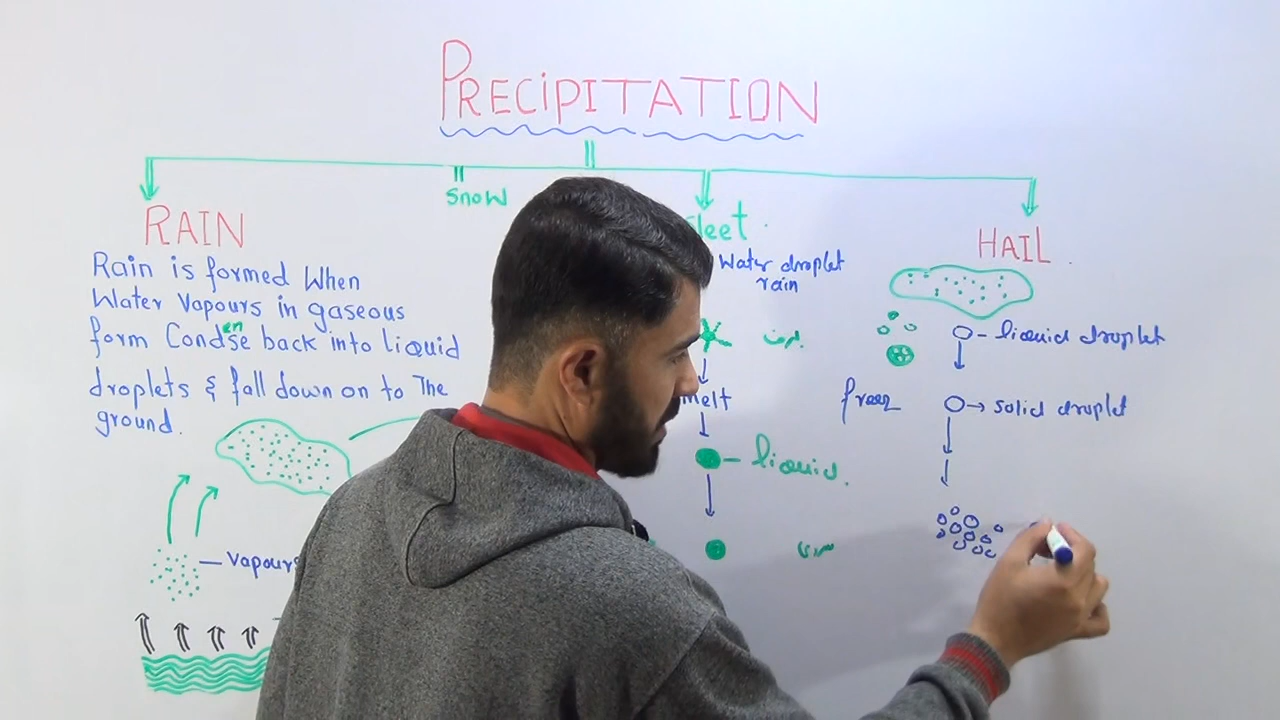 PRECIPITATION
Snow
RAIN
Rain is formed When
Water Vapours in gaseous
form Condense back into liquid
droplets & fall down on to The
ground.
Vapours
leet
Water droplet
rain
melt
liquid.
HAIL
liquid droplet
solid droplet